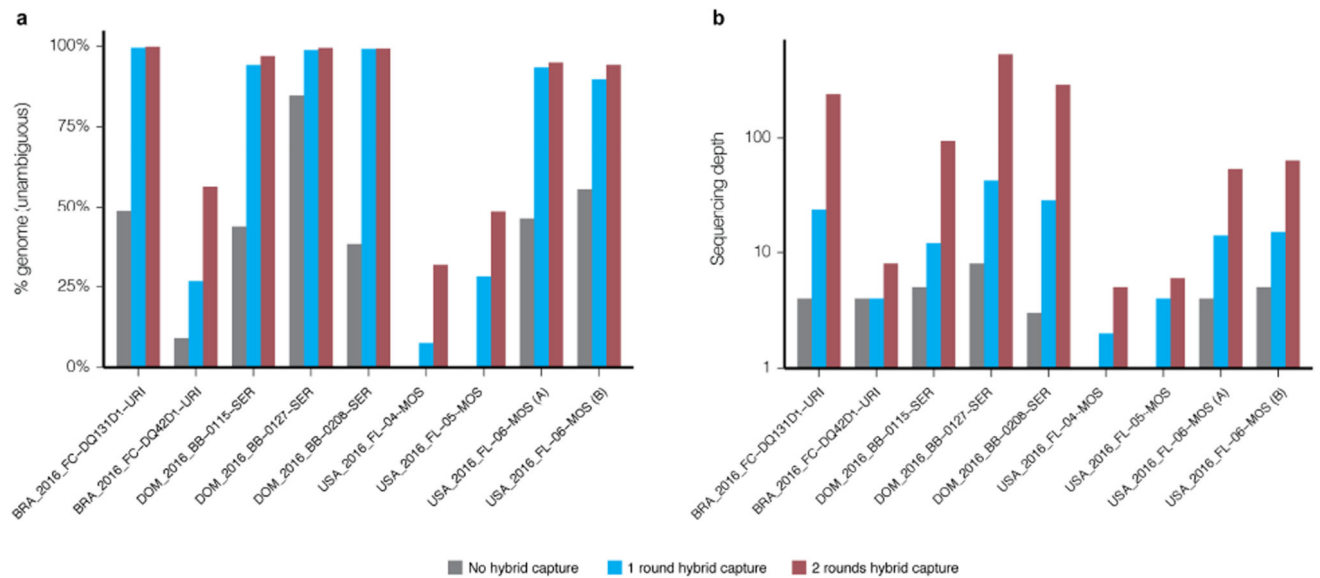 a
% genome (unambiguous)
100%
75%
50%
25%
0%
BRA_2016_FC-DQ131D1-URI
BRA_2016_FC-DQ42D1-URI
DOM_2016_BB-0115-SER
DOM_2016_BB-0127-SER
DOM_2016_BB-0208-SER
USA_2016_FL-04-MOS
USA_2016_FL-05-MOS
USA_2016_FL-06-MOS (A)
USA_2016_FL-06-MOS (B)
b
Sequencing depth
100
10
1
BRA_2016_FC-DQ131D1-URI
BRA_2016_FC-DQ42D1-URI
DOM_2016_BB-0115-SER
DOM_2016_BB-0127-SER
DOM_2016_BB-0208-SER
USA_2016_FL-04-MOS
USA_2016_FL-05-MOS
USA_2016_FL-06-MOS (A)
USA_2016_FL-06-MOS (B)
No hybrid capture
1 round hybrid capture
2 rounds hybrid capture